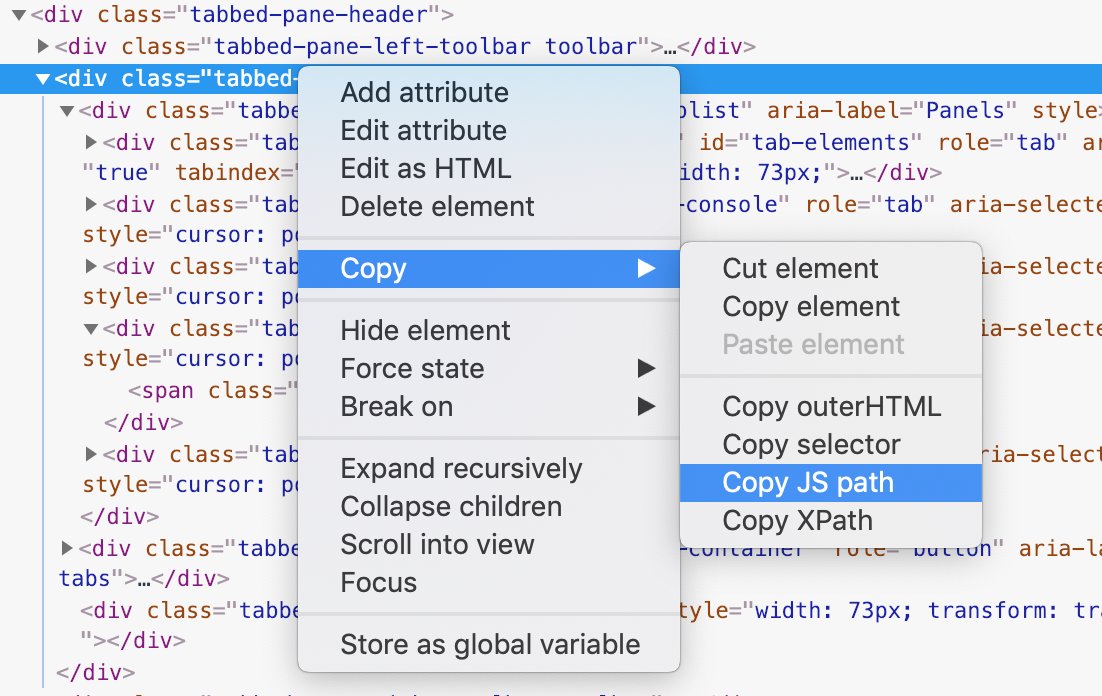 ▼<div class="tabbed-pane-header">
▶<div class="tabbed-pane-left-toolbar toolbar">…</div>
▼<div class="tabbed-
▼<div class="tabbe plist" aria-label="Panels" style>
▶<div class="tab " id="tab-elements" role="tab" ar
"true" tabindex=" idth: 73px;">…</div>
▶<div class="tab -console" role="tab" aria-selecte
style="cursor: po
▶<div class="tab ia-selecte
style="cursor: po
▼<div class="tab ia-selecte
style="cursor: po
<span class="
</div>
▶<div class="tab ria-select
style="cursor: po
</div>
▶<div class="tabbe -container" role="button" aria-la
tabs">…</div>
<div class="tabbe tyle="width: 73px; transform: tra
"></div>
</div>
Add attribute
Edit attribute
Edit as HTML
Delete element
Copy ▶
Hide element
Force state ▶
Break on ▶
Expand recursively
Collapse children
Scroll into view
Focus
Store as global variable
Cut element
Copy element
Paste element
Copy outerHTML
Copy selector
Copy JS path
Copy XPath